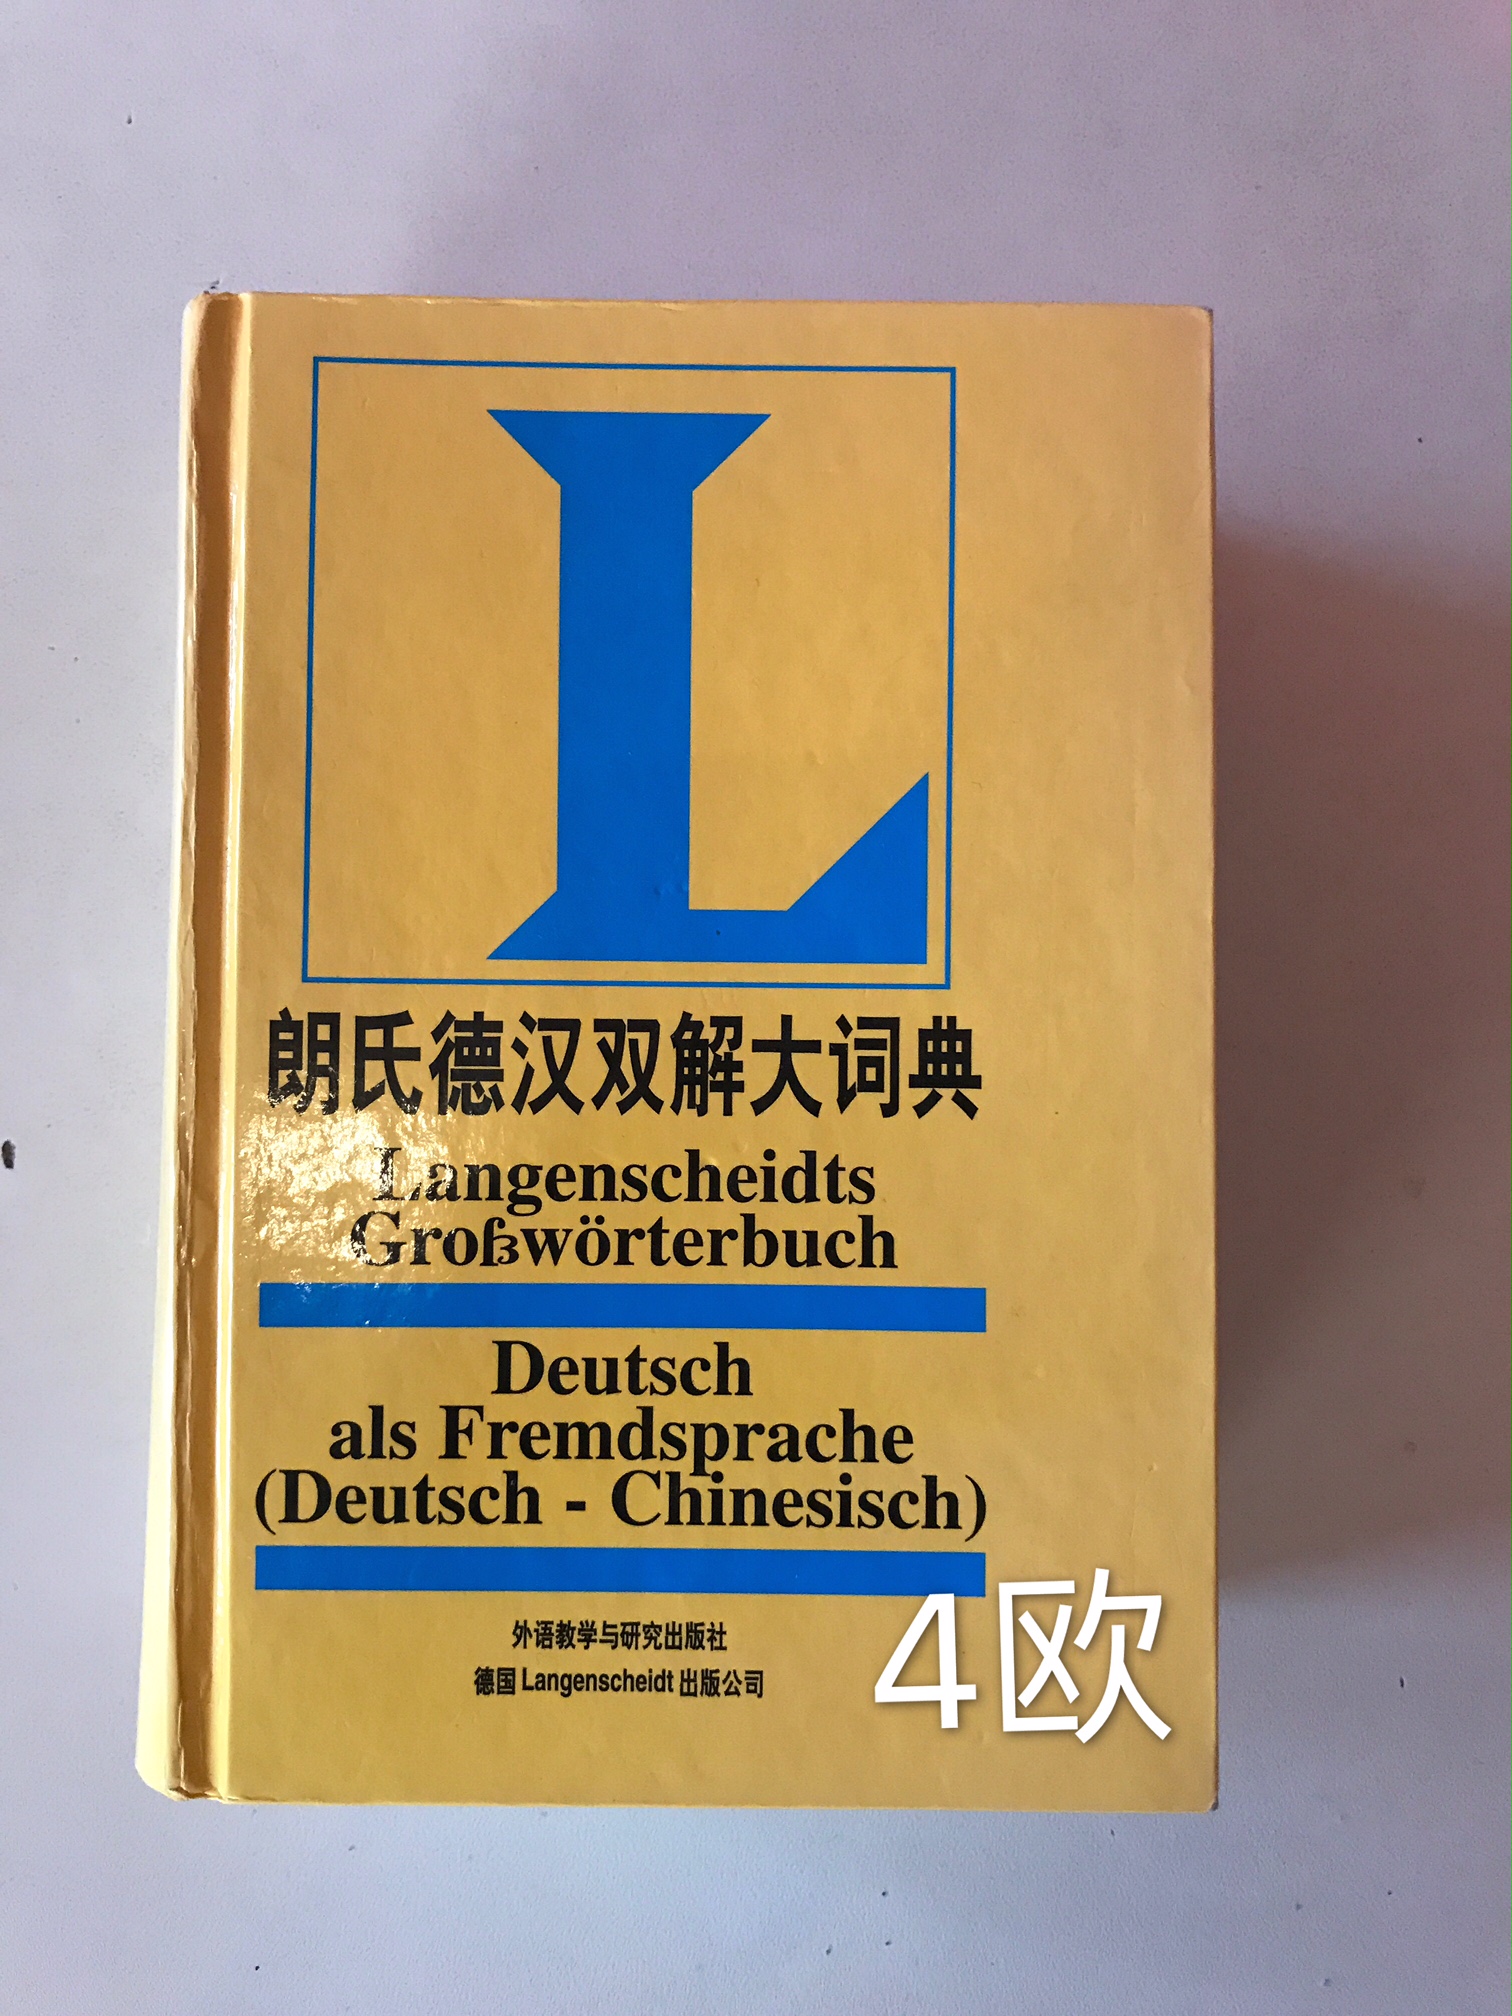 L
朗氏德汉双解大词典
Langenscheidts
Großwörterbuch
Deutsch
als Fremdsprache
(Deutsch - Chinesisch)
外语教学与研究出版社
德国 Langenscheidt 出版公司
4欧